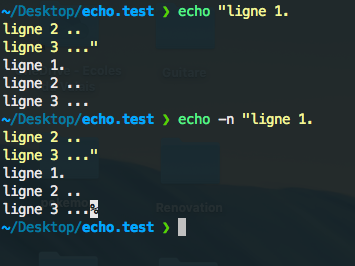 ~/Desktop/echo.test ❯ echo "ligne 1.
ligne 2 ..
ligne 3 ..."
ligne 1.
ligne 2 ..
ligne 3 ...
~/Desktop/echo.test ❯ echo -n "ligne 1.
ligne 2 ..
ligne 3 ..."
ligne 1.
ligne 2 ..
ligne 3 ...%
~/Desktop/echo.test ❯
Rénovation